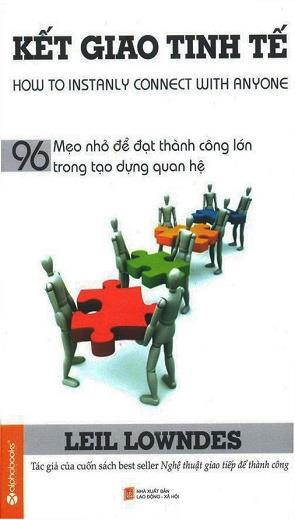 KẾT GIAO TINH TẾ
HOW TO INSTANLY CONNECT WITH ANYONE
96 Mẹo nhỏ để đạt thành công lớn
trong tạo dựng quan hệ
LEIL LOWNDES
Tác giả của cuốn sách best seller Nghệ thuật giao tiếp để thành công
alphabooks
NHÀ XUẤT BẢN
LAO ĐỘNG - XÃ HỘI